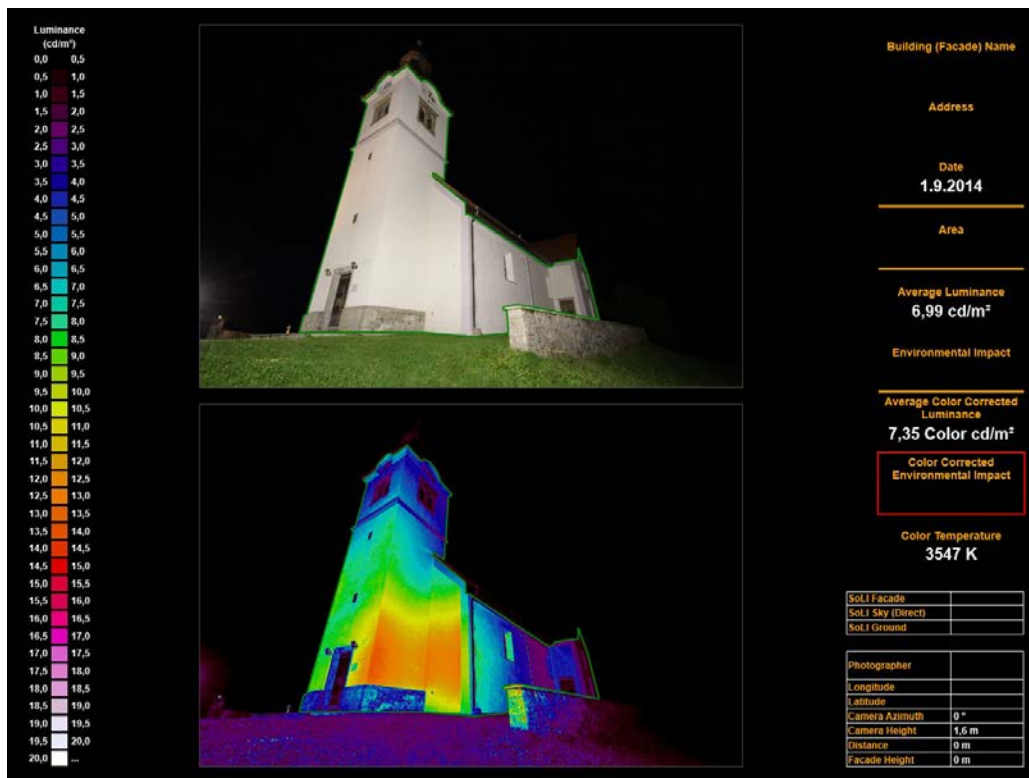 Luminance
(cd/m²)
0,0 0,5
0,5 1,0
1,0 1,5
1,5 2,0
2,0 2,5
2,5 3,0
3,0 3,5
3,5 4,0
4,0 4,5
4,5 5,0
5,0 5,5
5,5 6,0
6,0 6,5
6,5 7,0
7,0 7,5
7,5 8,0
8,0 8,5
8,5 9,0
9,0 9,5
9,5 10,0
10,0 10,5
10,5 11,0
11,0 11,5
11,5 12,0
12,0 12,5
12,5 13,0
13,0 13,5
13,5 14,0
14,0 14,5
14,5 15,0
15,0 15,5
15,5 16,0
16,0 16,5
16,5 17,0
17,0 17,5
17,5 18,0
18,0 18,5
18,5 19,0
19,0 19,5
19,5 20,0
20,0 ...
Building (Facade) Name
Address
Date
1.9.2014
Area
Average Luminance
6,99 cd/m²
Environmental Impact
Average Color Corrected
Luminance
7,35 Color cd/m²
Color Corrected
Environmental Impact
Color Temperature
3547 K
SoLI Facade
SoLI Sky (Direct)
SoLI Ground
Photographer
Longitude
Latitude
Camera Azimuth 0 °
Camera Height 1,6 m
Distance 0 m
Facade Height 0 m